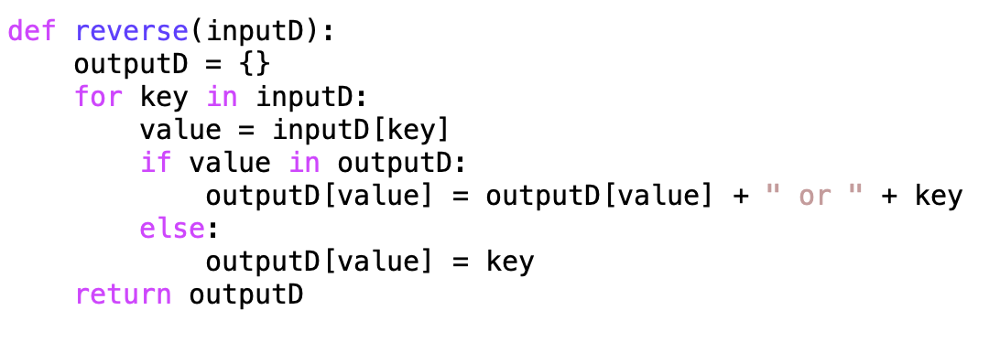 def reverse(inputD):
    outputD = {}
    for key in inputD:
        value = inputD[key]
        if value in outputD:
            outputD[value] = outputD[value] + " or " + key
        else:
            outputD[value] = key
    return outputD